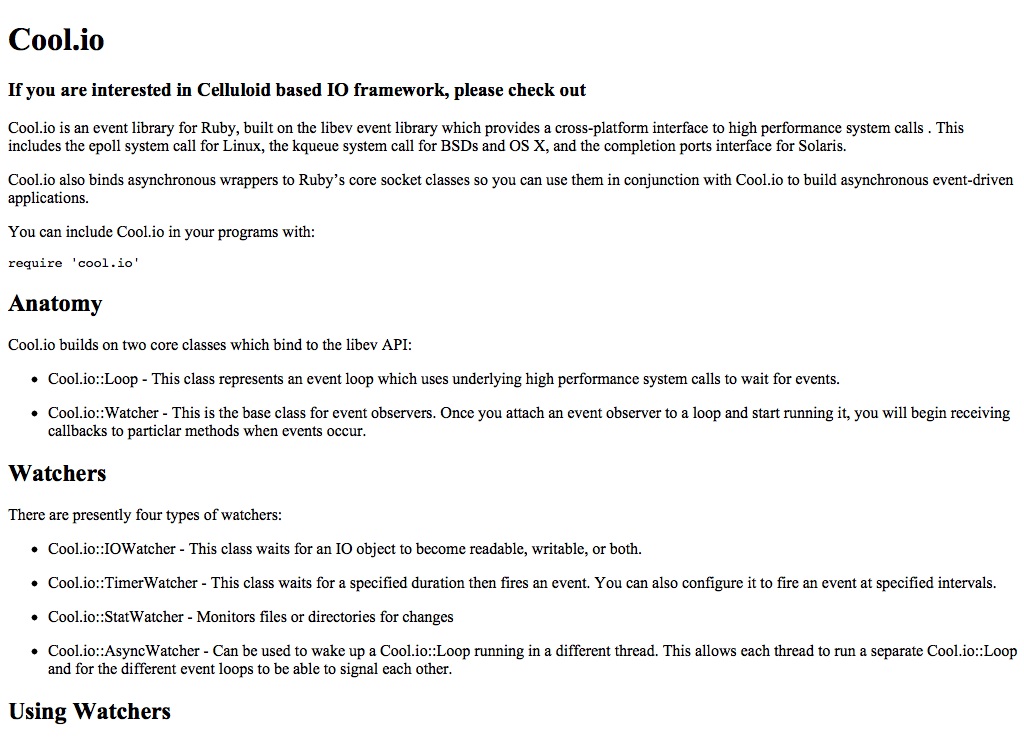 Cool.io
If you are interested in Celluloid based IO framework, please check out
Cool.io is an event library for Ruby, built on the libev event library which provides a cross-platform interface to high performance system calls . This
includes the epoll system call for Linux, the kqueue system call for BSDs and OS X, and the completion ports interface for Solaris.
Cool.io also binds asynchronous wrappers to Ruby’s core socket classes so you can use them in conjunction with Cool.io to build asynchronous event-driven
applications.
You can include Cool.io in your programs with:
require 'cool.io'
Anatomy
Cool.io builds on two core classes which bind to the libev API:
• Cool.io::Loop - This class represents an event loop which uses underlying high performance system calls to wait for events.
• Cool.io::Watcher - This is the base class for event observers. Once you attach an event observer to a loop and start running it, you will begin receiving
callbacks to particlar methods when events occur.
Watchers
There are presently four types of watchers:
• Cool.io::IOWatcher - This class waits for an IO object to become readable, writable, or both.
• Cool.io::TimerWatcher - This class waits for a specified duration then fires an event. You can also configure it to fire an event at specified intervals.
• Cool.io::StatWatcher - Monitors files or directories for changes
• Cool.io::AsyncWatcher - Can be used to wake up a Cool.io::Loop running in a different thread. This allows each thread to run a separate Cool.io::Loop
and for the different event loops to be able to signal each other.
Using Watchers